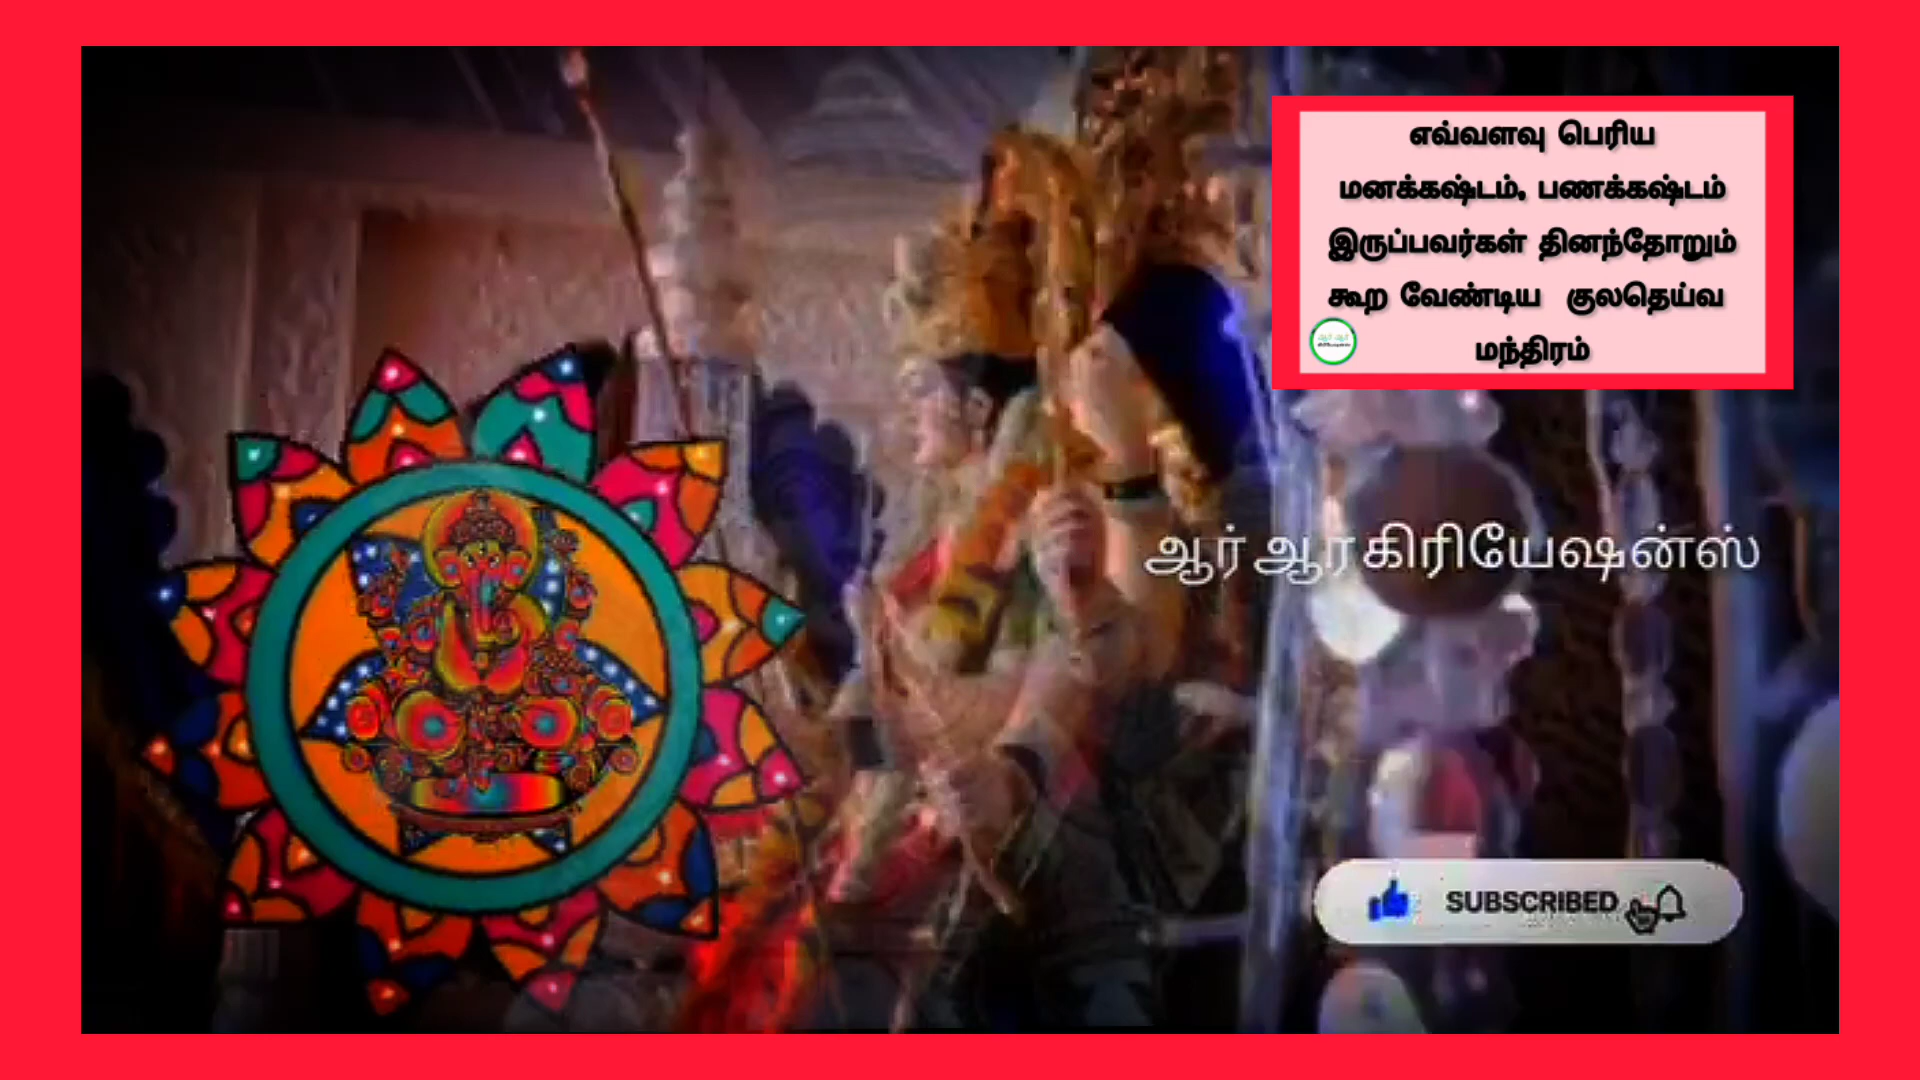 எவ்வளவு பெரிய
மனக்கஷ்டம், பணக்கஷ்டம்
இருப்பவர்கள் தினந்தோறும்
கூற வேண்டிய குலதெய்வ
மந்திரம்
ஆர் ஆர கிரியேஷன்ஸ்
SUBSCRIBED